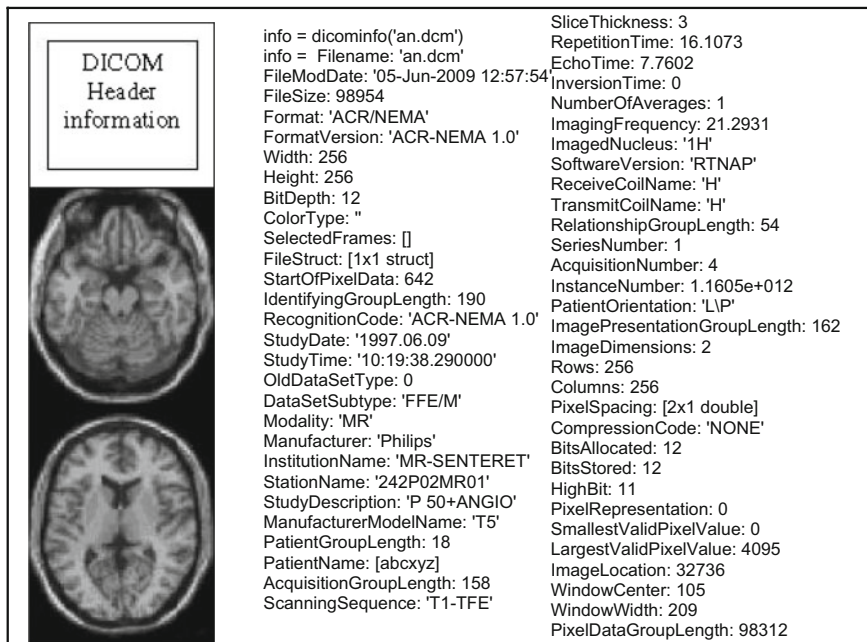 DICOM
Header
information
info = dicominfo('an.dcm')
info =  Filename: 'an.dcm'
FileModDate: '05-Jun-2009 12:57:54'
FileSize: 98954
Format: 'ACR/NEMA'
FormatVersion: 'ACR-NEMA 1.0'
Width: 256
Height: 256
BitDepth: 12
ColorType: ''
SelectedFrames: []
FileStruct: [1x1 struct]
StartOfPixelData: 642
IdentifyingGroupLength: 190
RecognitionCode: 'ACR-NEMA 1.0'
StudyDate: '1997.06.09'
StudyTime: '10:19:38.290000'
OldDataSetType: 0
DataSetSubtype: 'FFE/M'
Modality: 'MR'
Manufacturer: 'Philips'
InstitutionName: 'MR-SENTERET'
StationName: '242P02MR01'
StudyDescription: 'P 50+ANGIO'
ManufacturerModelName: 'T5'
PatientGroupLength: 18
PatientName: [abcxyz]
AcquisitionGroupLength: 158
ScanningSequence: 'T1-TFE'
SliceThickness: 3
RepetitionTime: 16.1073
EchoTime: 7.7602
InversionTime: 0
NumberOfAverages: 1
ImagingFrequency: 21.2931
ImagedNucleus: '1H'
SoftwareVersion: 'RTNAP'
ReceiveCoilName: 'H'
TransmitCoilName: 'H'
RelationshipGroupLength: 54
SeriesNumber: 1
AcquisitionNumber: 4
InstanceNumber: 1.1605e+012
PatientOrientation: 'L\P'
ImagePresentationGroupLength: 162
ImageDimensions: 2
Rows: 256
Columns: 256
PixelSpacing: [2x1 double]
CompressionCode: 'NONE'
BitsAllocated: 12
BitsStored: 12
HighBit: 11
PixelRepresentation: 0
SmallestValidPixelValue: 0
LargestValidPixelValue: 4095
ImageLocation: 32736
WindowCenter: 105
WindowWidth: 209
PixelDataGroupLength: 98312